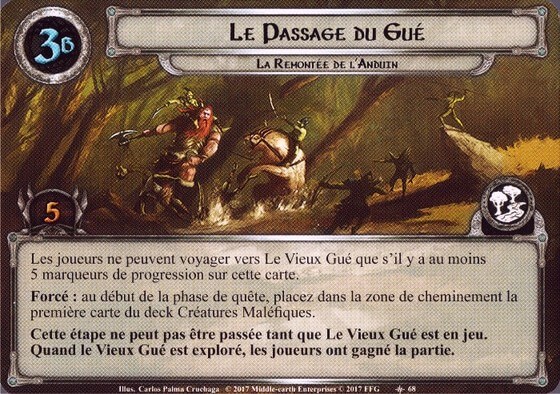 3B
Le Passage du Gué
La Remontée de l'Anduin
5
Les joueurs ne peuvent voyager vers Le Vieux Gué que s'il y a au moins
5 marqueurs de progression sur cette carte.
Forcé : au début de la phase de quête, placez dans la zone de cheminement la
première carte du deck Créatures Maléfiques.
Cette étape ne peut pas être passée tant que Le Vieux Gué est en jeu.
Quand le Vieux Gué est exploré, les joueurs ont gagné la partie.
Illus. Carlos Palma Cruchaga © 2017 Middle-earth Enterprises © 2017 FFG 68